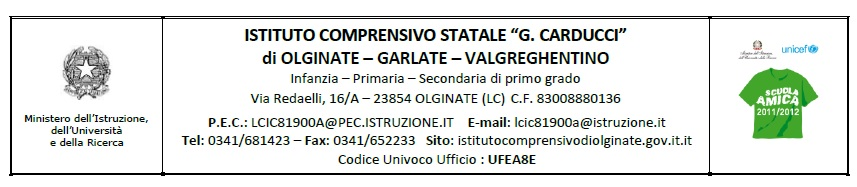 Ministero dell'Istruzione,
dell'Università
e della Ricerca
ISTITUTO COMPRENSIVO STATALE “G. CARDUCCI”
di OLGINATE – GARLATE – VALGREGHENTINO
Infanzia – Primaria – Secondaria di primo grado
Via Redaelli, 16/A – 23854 OLGINATE (LC) C.F. 83008880136
P.E.C.: LCIC81900A@PEC.ISTRUZIONE.IT E-mail: lcic81900a@istruzione.it
Tel: 0341/681423 – Fax: 0341/652233 Sito: istitutocomprensivodiolginate.gov.it.it
Codice Univoco Ufficio : UFEA8E
unicef
SCUOLA
AMICA
2011/2012